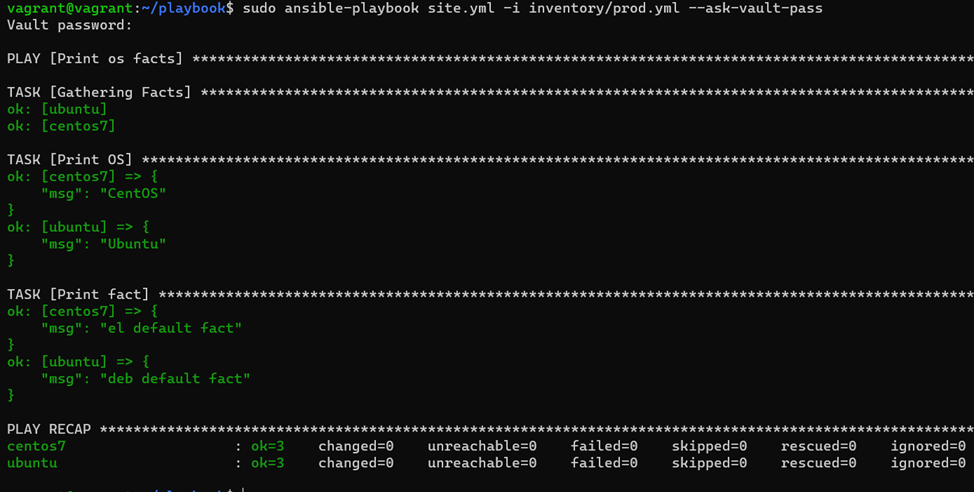 vagrant@vagrant:~/playbook$ sudo ansible-playbook site.yml -i inventory/prod.yml --ask-vault-pass
Vault password:
PLAY [Print os facts] *********************************************************************************************
TASK [Gathering Facts] ********************************************************************************************
ok: [ubuntu]
ok: [centos7]
TASK [Print OS] ***************************************************************************************************
ok: [centos7] => {
    "msg": "CentOS"
}
ok: [ubuntu] => {
    "msg": "Ubuntu"
}
TASK [Print fact] *************************************************************************************************
ok: [centos7] => {
    "msg": "el default fact"
}
ok: [ubuntu] => {
    "msg": "deb default fact"
}
PLAY RECAP ********************************************************************************************************
centos7                    : ok=3    changed=0    unreachable=0    failed=0    skipped=0    rescued=0    ignored=0
ubuntu                     : ok=3    changed=0    unreachable=0    failed=0    skipped=0    rescued=0    ignored=0